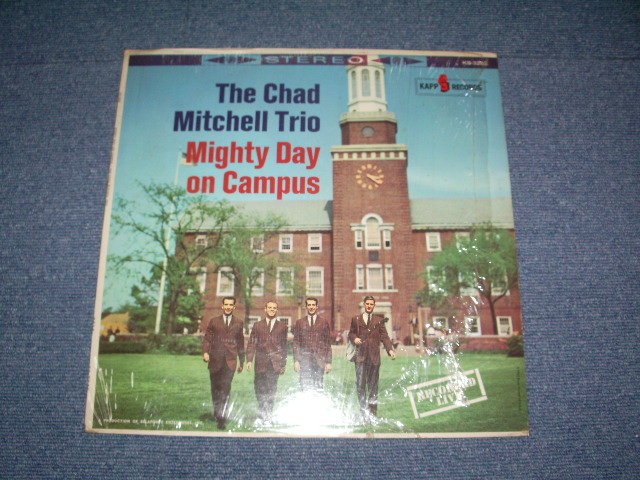 STEREO
The Chad
Mitchell Trio
Mighty Day
on Campus
KAPP RECORDS
RECORDED
LIVE